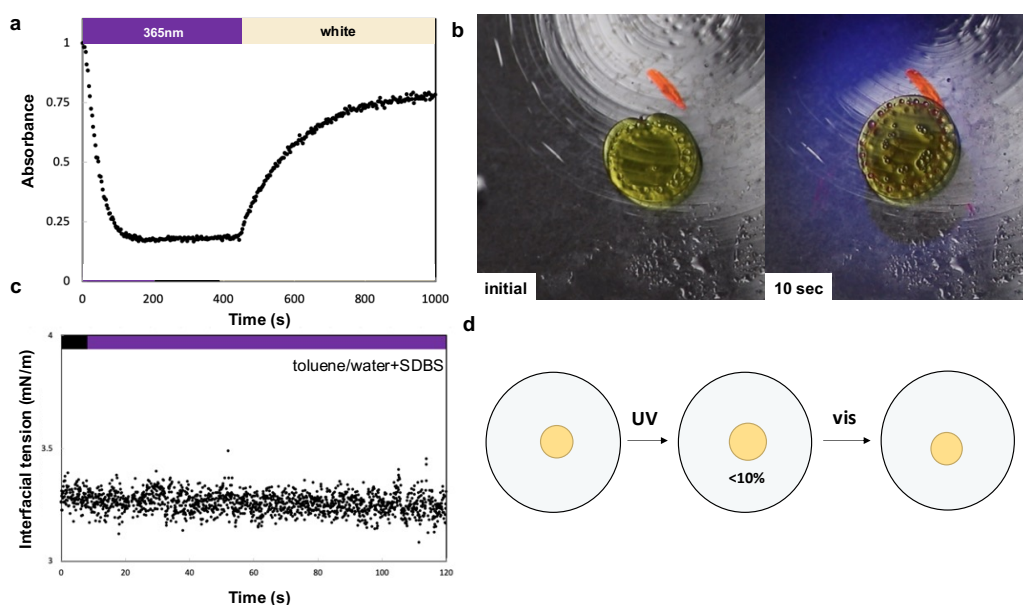 a
365nm
white
1
0.75
0.5
0.25
0
Absorbance
0 200 400 600 800 1000
Time (s)
b
initial
10 sec
c
4
3.5
3
Interfacial tension (mN/m)
toluene/water+SDBS
0 20 40 60 80 100 120
Time (s)
d
UV
vis
<10%